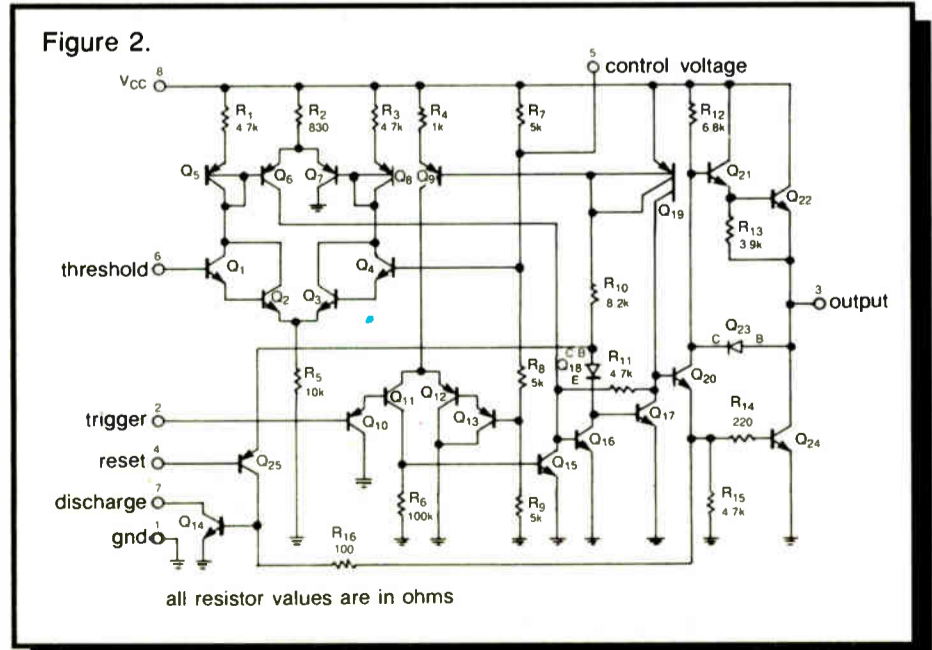 Figure 2.
5
control voltage
VCC 8
R1
4.7k
R2
830
R3
4.7k
R4
1k
R7
5k
R12
6.8k
Q5
Q6
Q7
Q8
Q9
Q19
Q21
Q22
R13
3.9k
threshold 6
Q1
Q2
Q3
Q4
R10
8.2k
3
output
Q23
C B
R5
10k
Q11
Q12
Q13
R8
5k
C B
Q18
E
R11
4.7k
Q20
R14
220
trigger 2
Q10
Q16
Q17
Q24
reset 4
Q25
Q15
discharge 7
Q14
R6
100k
R9
5k
R15
4.7k
gnd 1
R16
100
all resistor values are in ohms